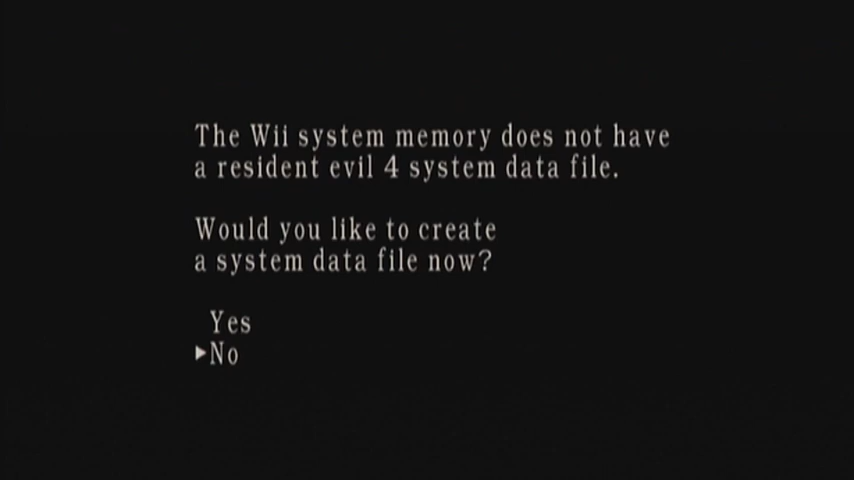 The Wii system memory does not have
a resident evil 4 system data file.
Would you like to create
a system data file now?
Yes
▶No